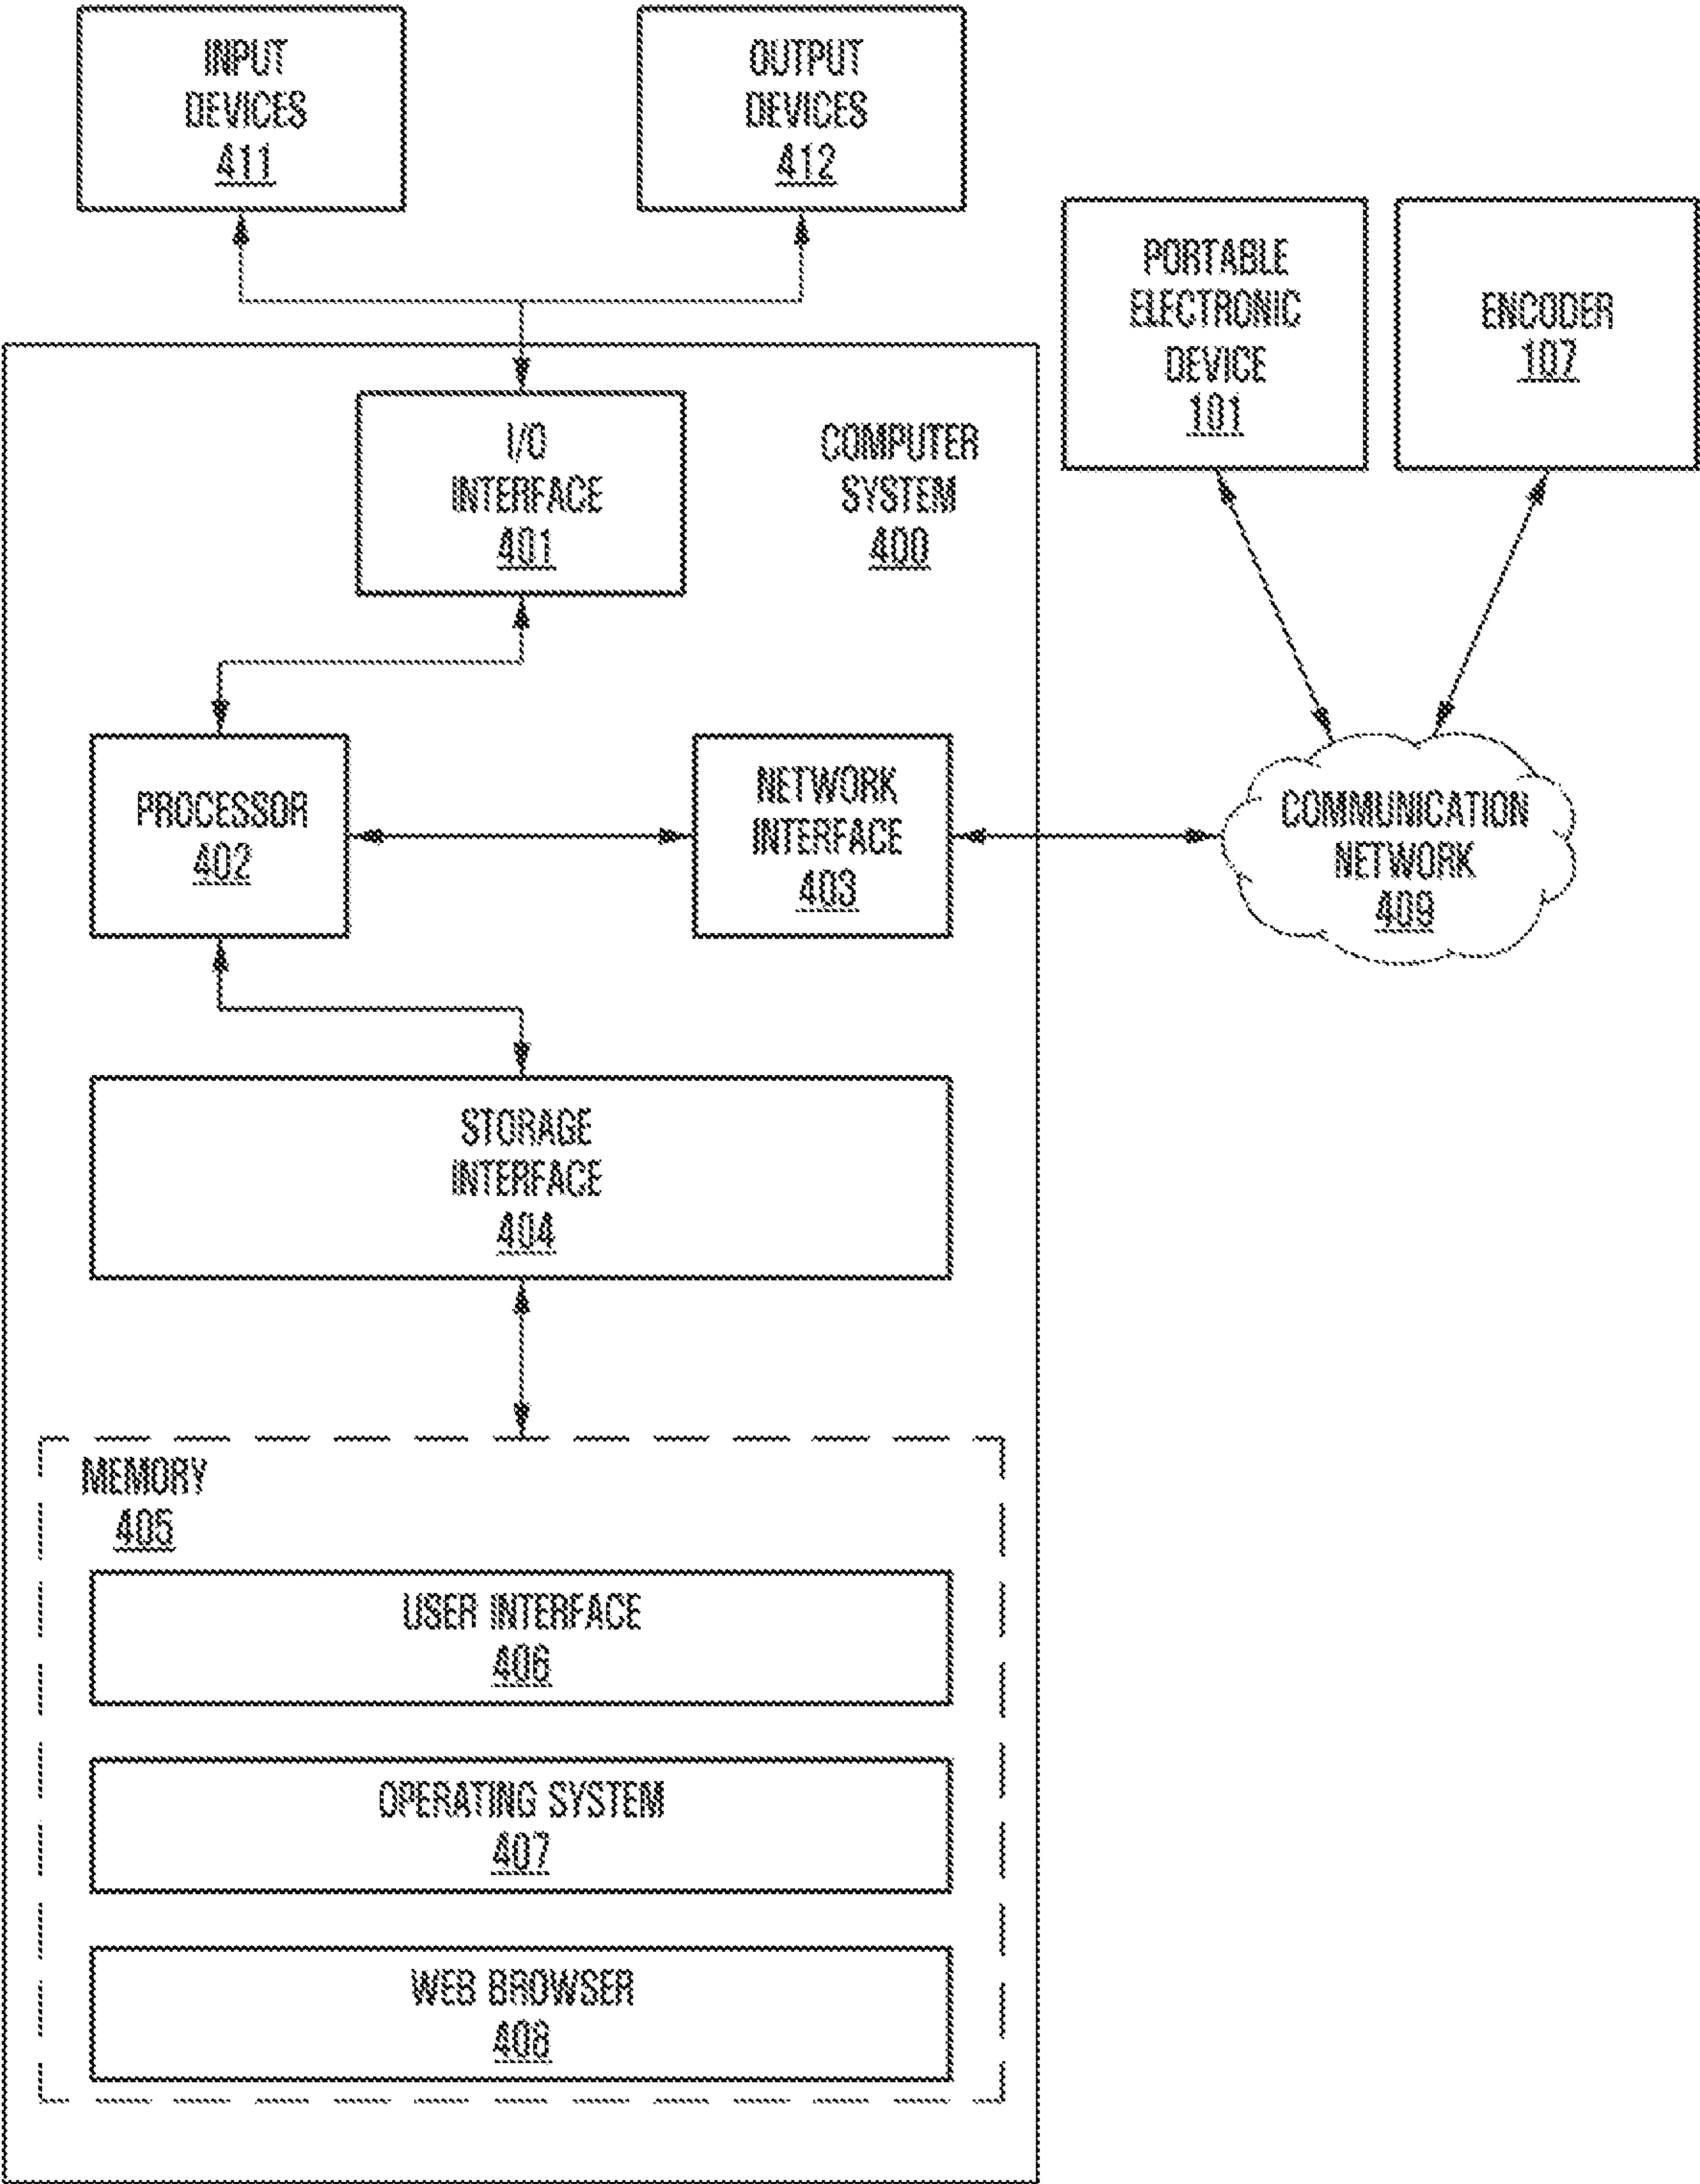 INPUT
DEVICES
411
OUTPUT
DEVICES
412
PORTABLE
ELECTRONIC
DEVICE
101
ENCODER
107
I/O
INTERFACE
401
COMPUTER
SYSTEM
400
PROCESSOR
402
NETWORK
INTERFACE
403
COMMUNICATION
NETWORK
409
STORAGE
INTERFACE
404
MEMORY
405
USER INTERFACE
406
OPERATING SYSTEM
407
WEB BROWSER
408